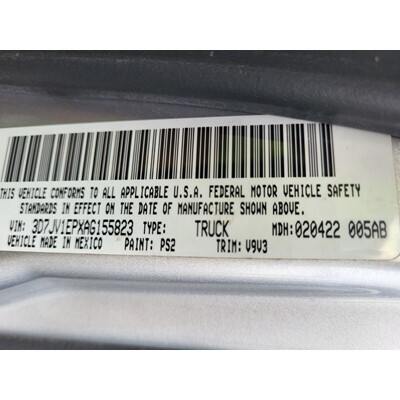 THIS VEHICLE CONFORMS TO ALL APPLICABLE U.S.A. FEDERAL MOTOR VEHICLE SAFETY
STANDARDS IN EFFECT ON THE DATE OF MANUFACTURE SHOWN ABOVE.
VIN: 3D7JV1EPXAG155823 TYPE: TRUCK MDH: 020422 005AB
VEHICLE MADE IN MEXICO PAINT: PS2 TRIM: V9V3